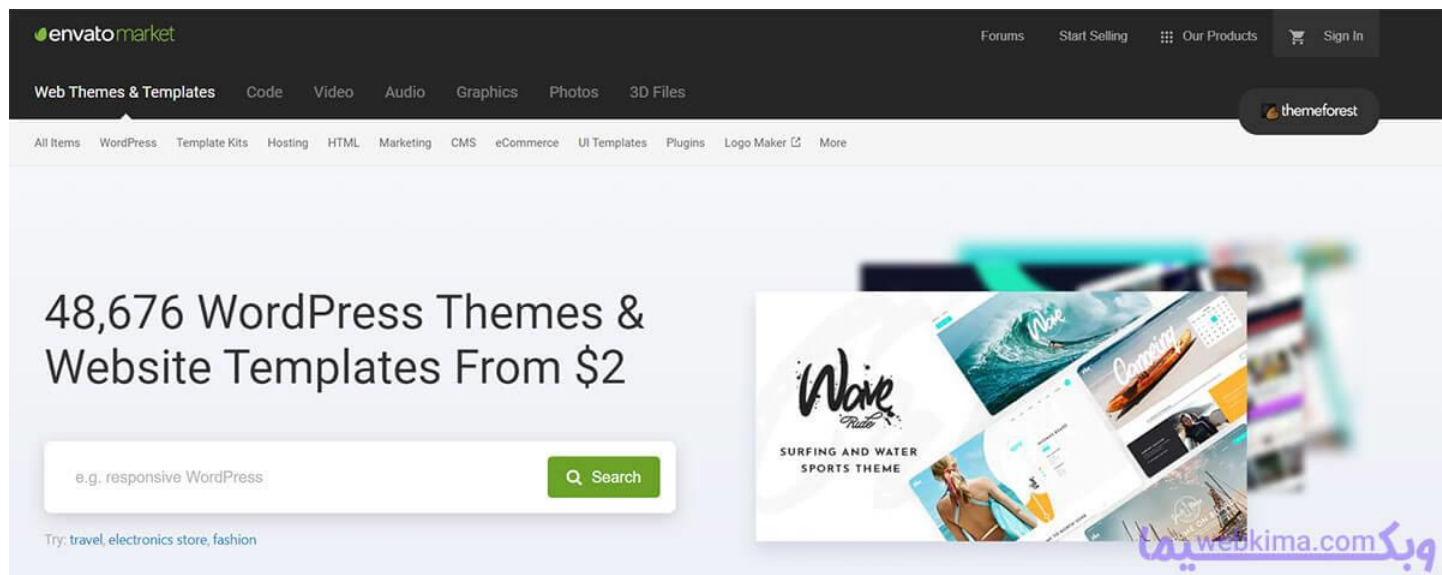 envatomarket
Forums Start Selling Our Products Sign In
Web Themes & Templates Code Video Audio Graphics Photos 3D Files
themeforest
All Items WordPress Template Kits Hosting HTML Marketing CMS eCommerce UI Templates Plugins Logo Maker More
48,676 WordPress Themes &
Website Templates From $2
e.g. responsive WordPress
Search
Try: travel, electronics store, fashion
Wave
Ride
SURFING AND WATER
SPORTS THEME
Wave
Camping
وبکیما
webkima.com